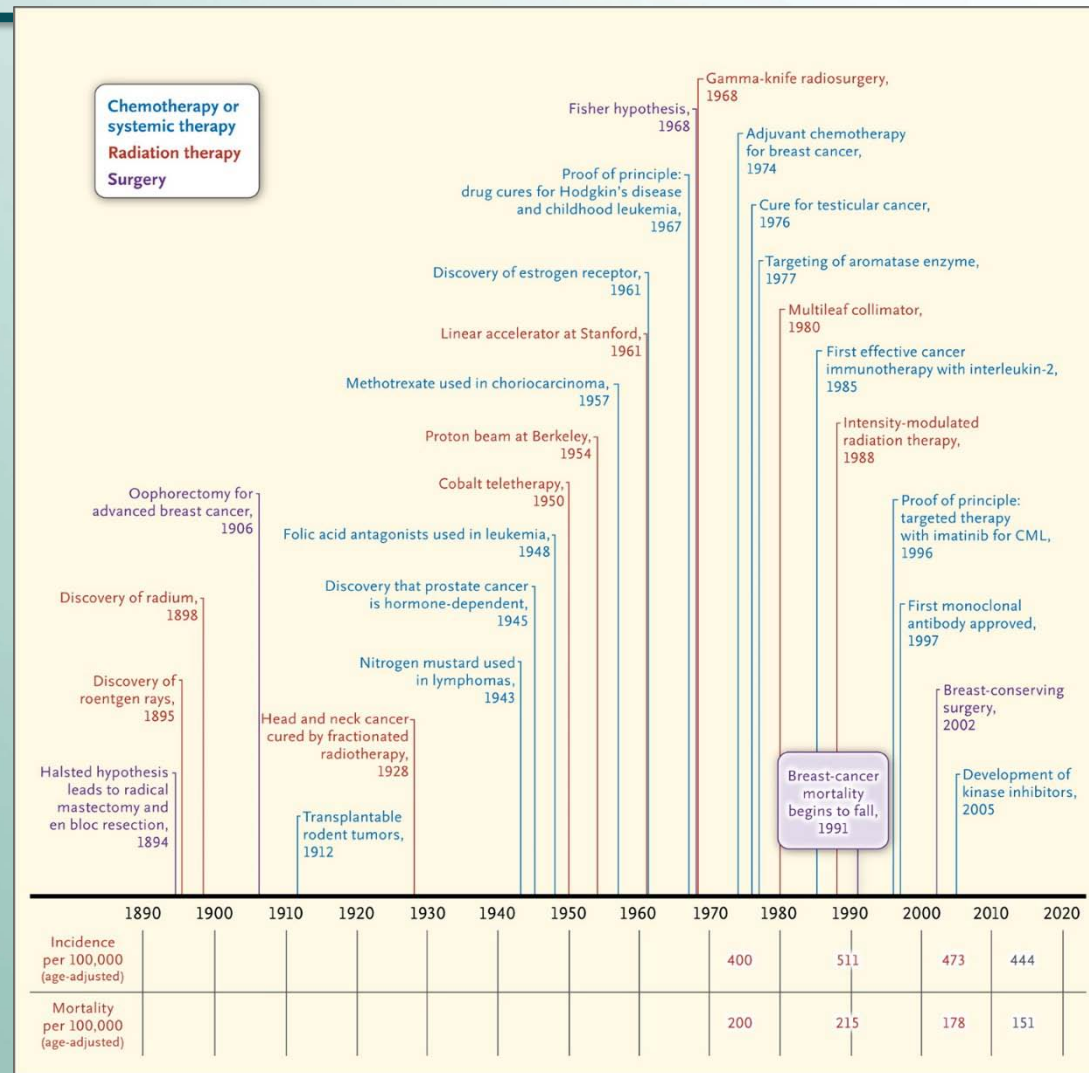 Chemotherapy or
systemic therapy
Radiation therapy
Surgery
Gamma-knife radiosurgery,
1968
Fisher hypothesis,
1968
Adjuvant chemotherapy
for breast cancer,
1974
Proof of principle:
drug cures for Hodgkin's disease
and childhood leukemia,
1967
Cure for testicular cancer,
1976
Discovery of estrogen receptor,
1961
Targeting of aromatase enzyme,
1977
Linear accelerator at Stanford,
1961
Multileaf collimator,
1980
Methotrexate used in choriocarcinoma,
1957
First effective cancer
immunotherapy with interleukin-2,
1985
Proton beam at Berkeley,
1954
Intensity-modulated
radiation therapy,
1988
Cobalt teletherapy,
1950
Oophorectomy for
advanced breast cancer,
1906
Proof of principle:
targeted therapy
with imatinib for CML,
1996
Folic acid antagonists used in leukemia,
1948
Discovery that prostate cancer
is hormone-dependent,
1945
Discovery of radium,
1898
First monoclonal
antibody approved,
1997
Nitrogen mustard used
in lymphomas,
1943
Discovery of
roentgen rays,
1895
Breast-conserving
surgery,
2002
Head and neck cancer
cured by fractionated
radiotherapy,
1928
Halsted hypothesis
leads to radical
mastectomy and
en bloc resection,
1894
Breast-cancer
mortality
begins to fall,
1991
Development of
kinase inhibitors,
2005
Transplantable
rodent tumors,
1912
1890 1900 1910 1920 1930 1940 1950 1960 1970 1980 1990 2000 2010 2020
Incidence
per 100,000
(age-adjusted)
400 511 473 444
Mortality
per 100,000
(age-adjusted)
200 215 178 151